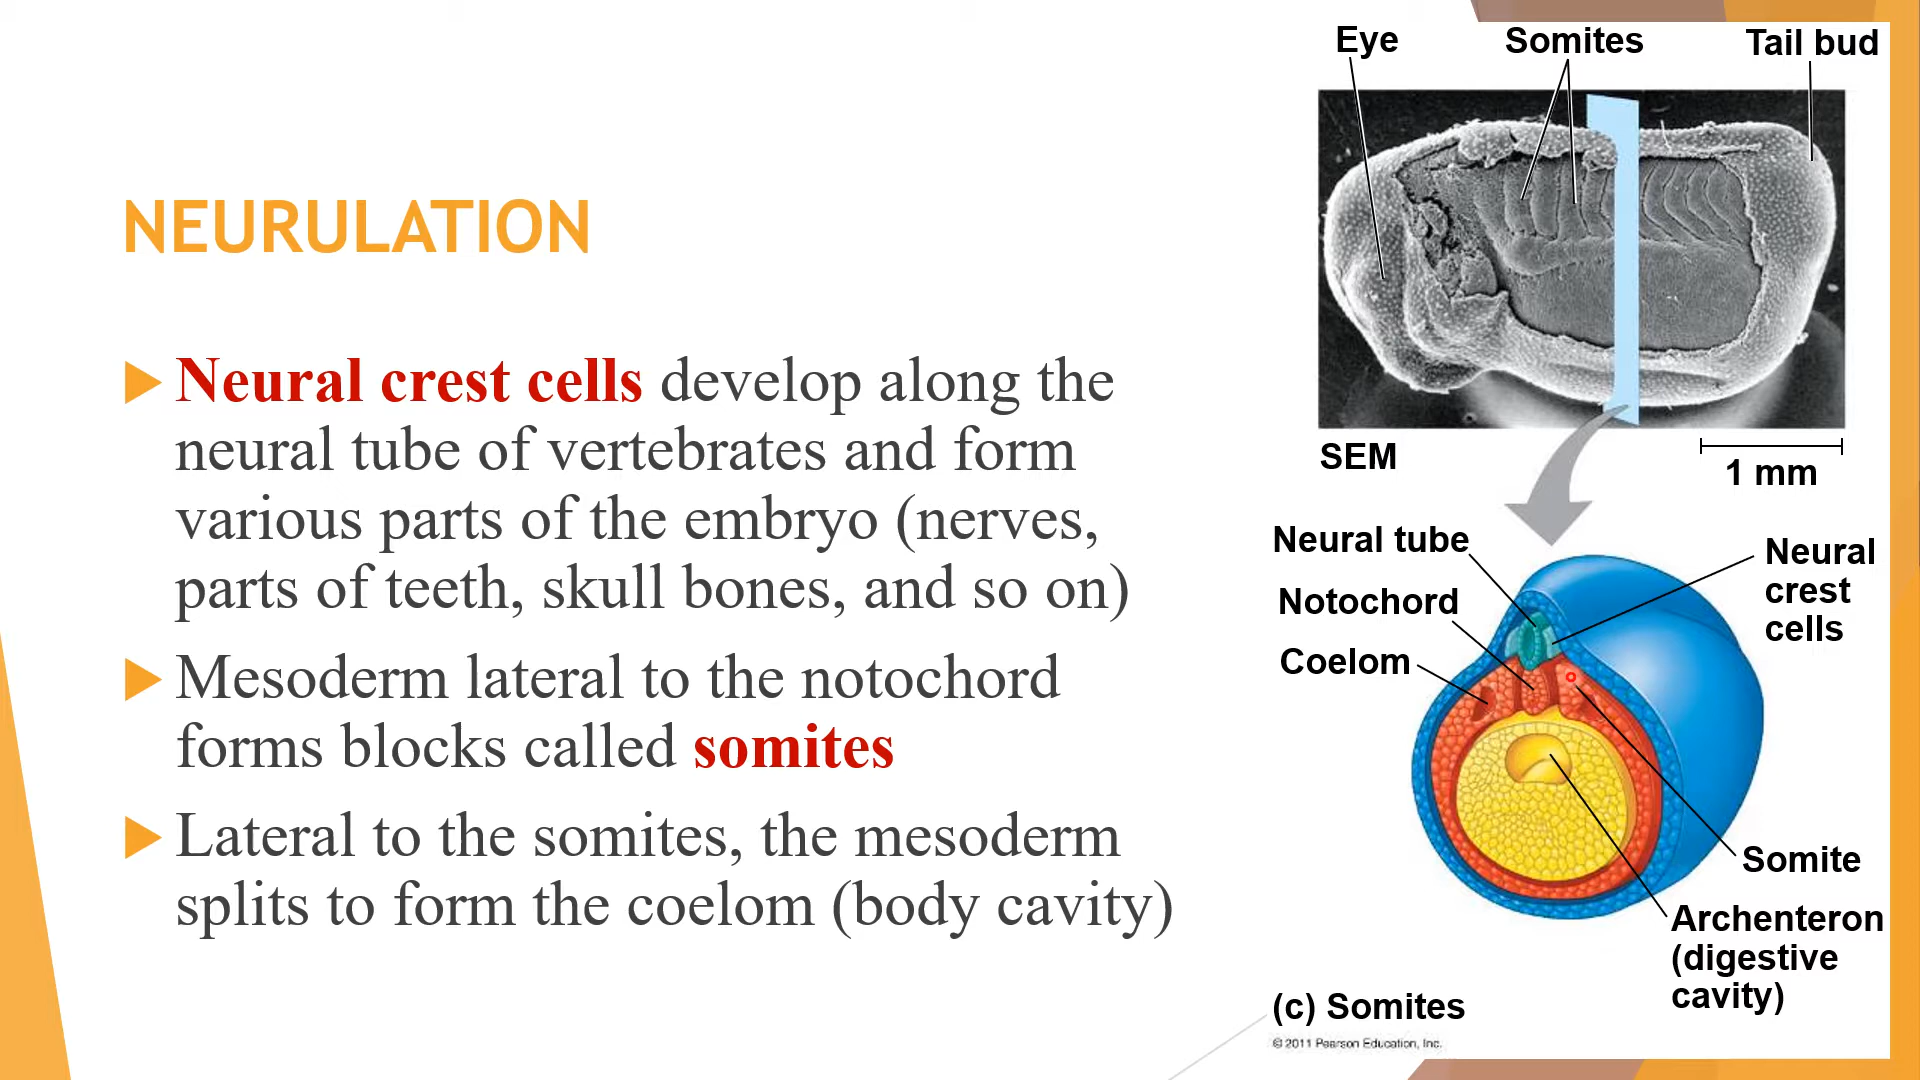 NEURULATION
Neural crest cells develop along the
neural tube of vertebrates and form
various parts of the embryo (nerves,
parts of teeth, skull bones, and so on)
Mesoderm lateral to the notochord
forms blocks called somites
Lateral to the somites, the mesoderm
splits to form the coelom (body cavity)
Eye
Somites
Tail bud
SEM
1 mm
Neural tube
Notochord
Coelom
Neural
crest
cells
Somite
Archenteron
(digestive
cavity)
(c) Somites
© 2011 Pearson Education, Inc.